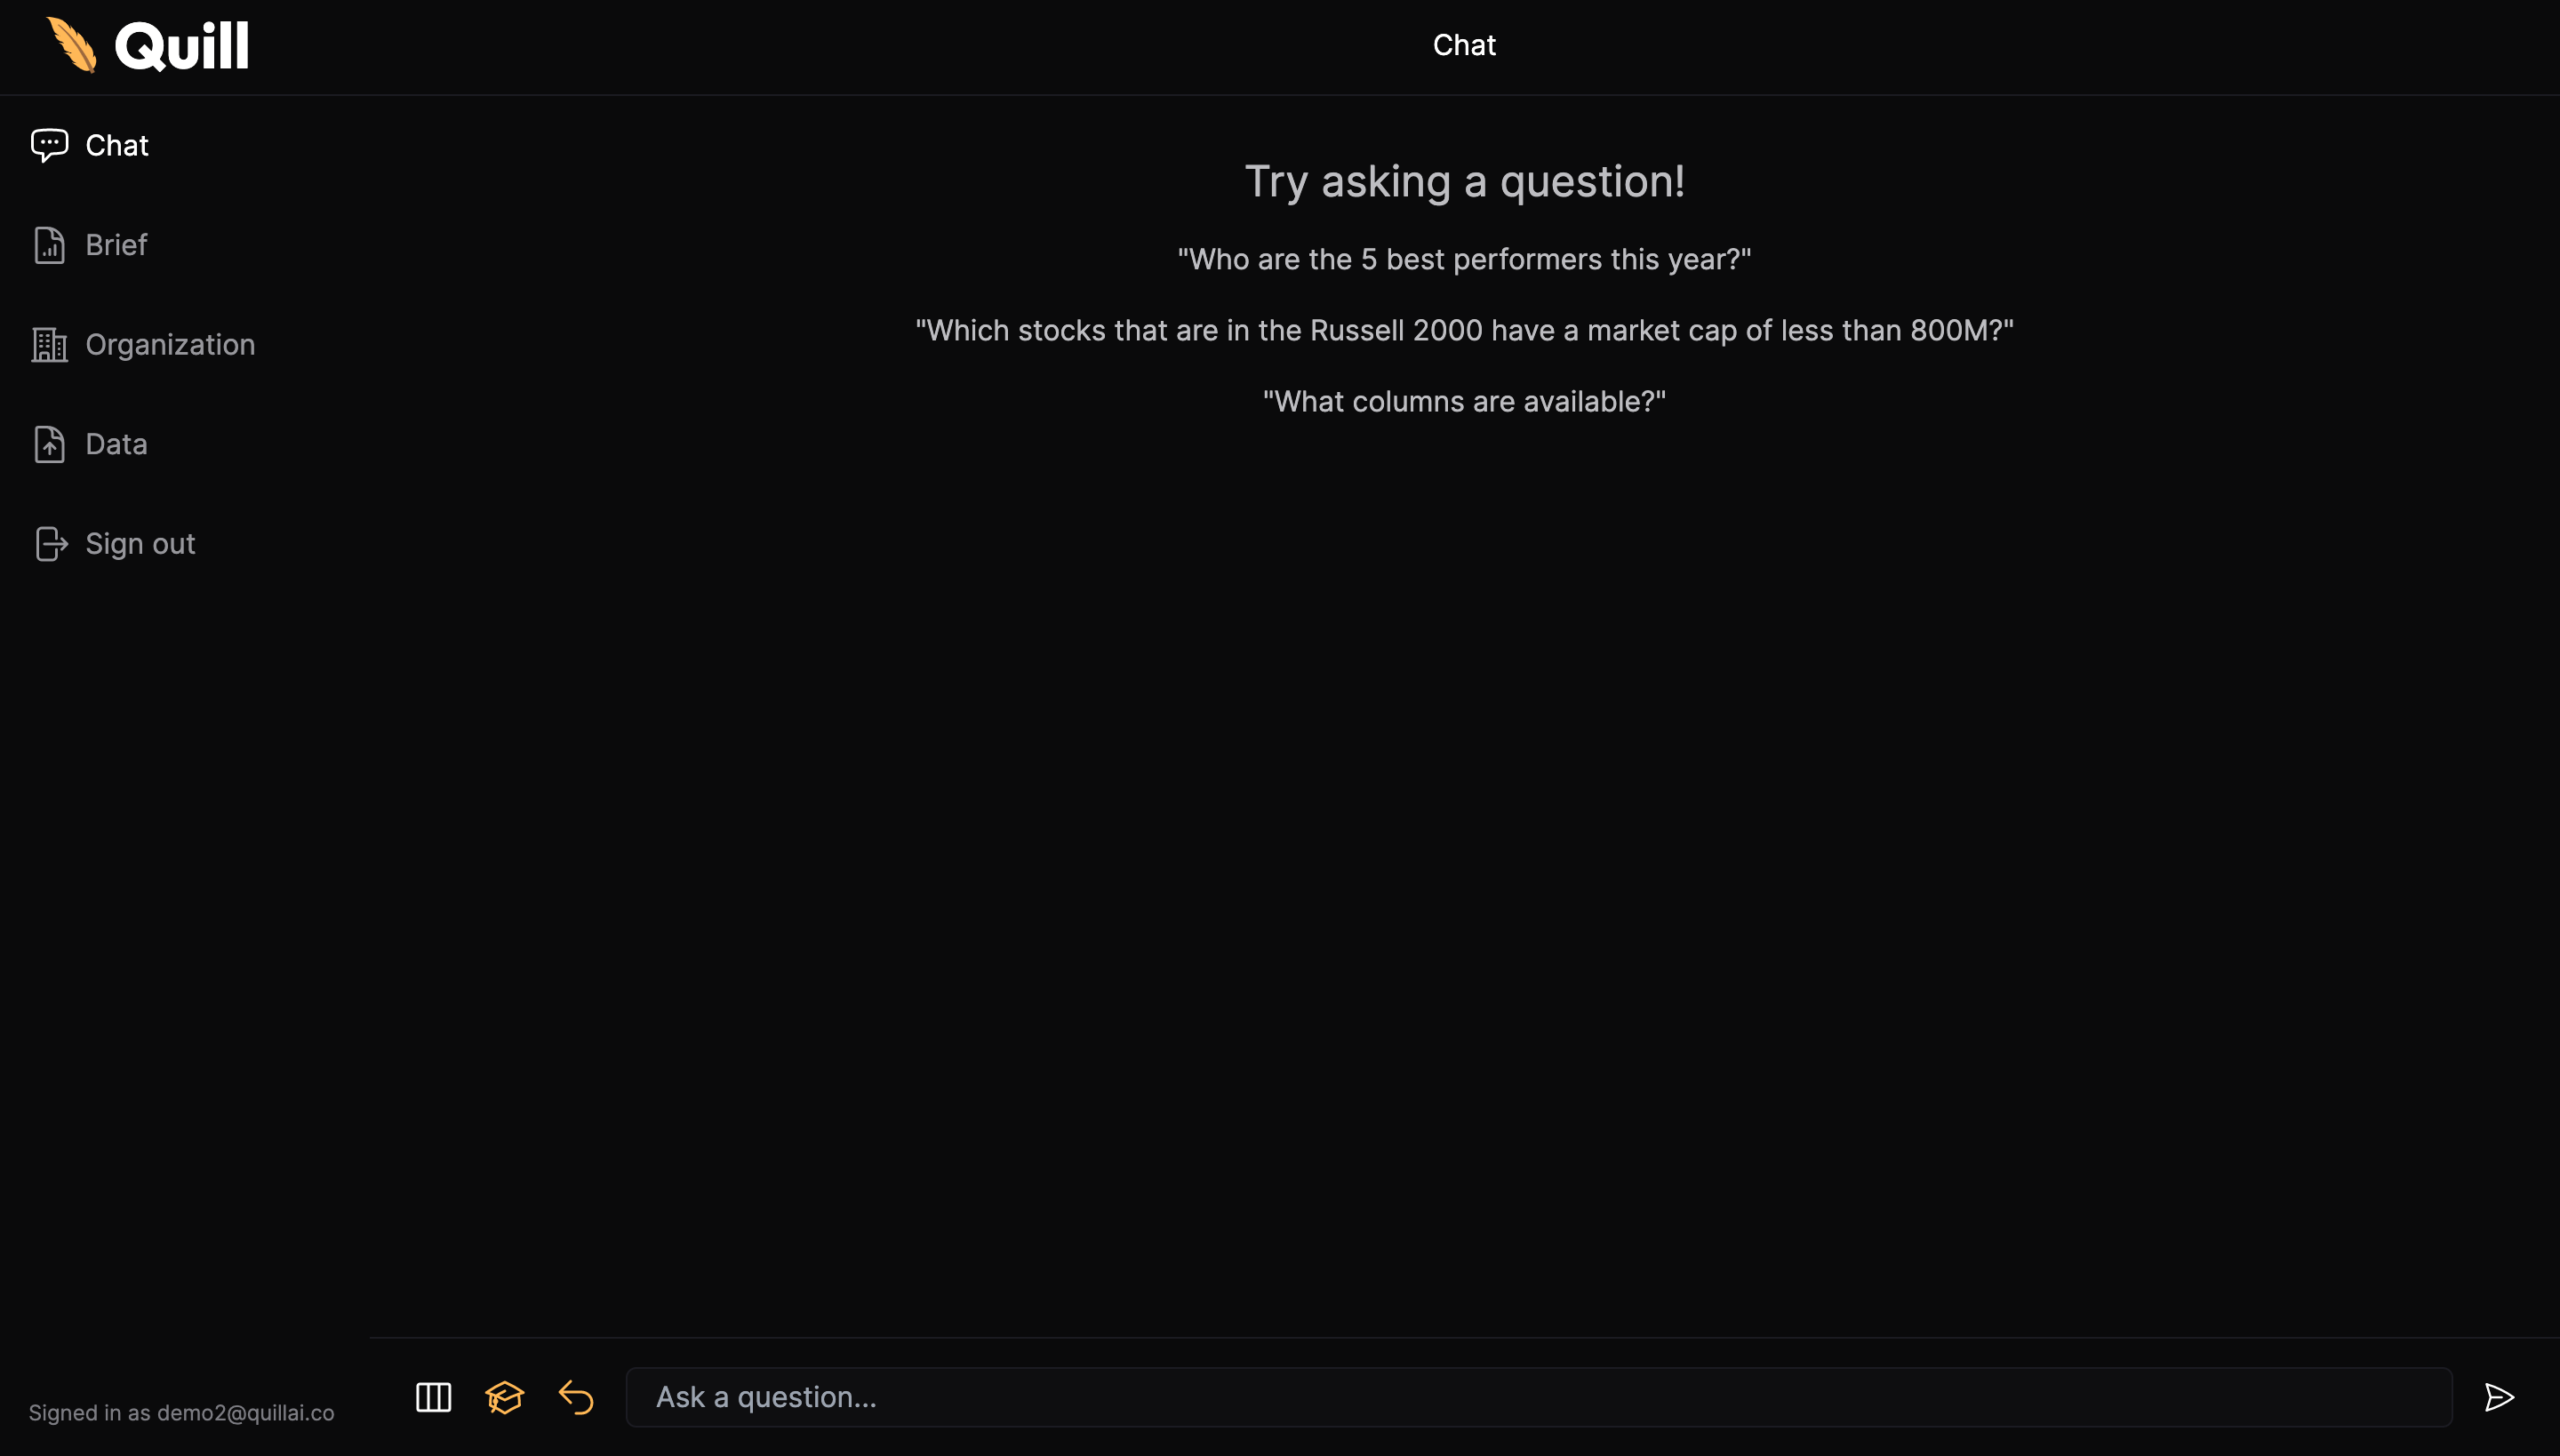 Quill
Chat
Chat
Brief
Organization
Data
Sign out
Try asking a question!
"Who are the 5 best performers this year?"
"Which stocks that are in the Russell 2000 have a market cap of less than 800M?"
"What columns are available?"
Signed in as demo2@quillai.co
Ask a question...